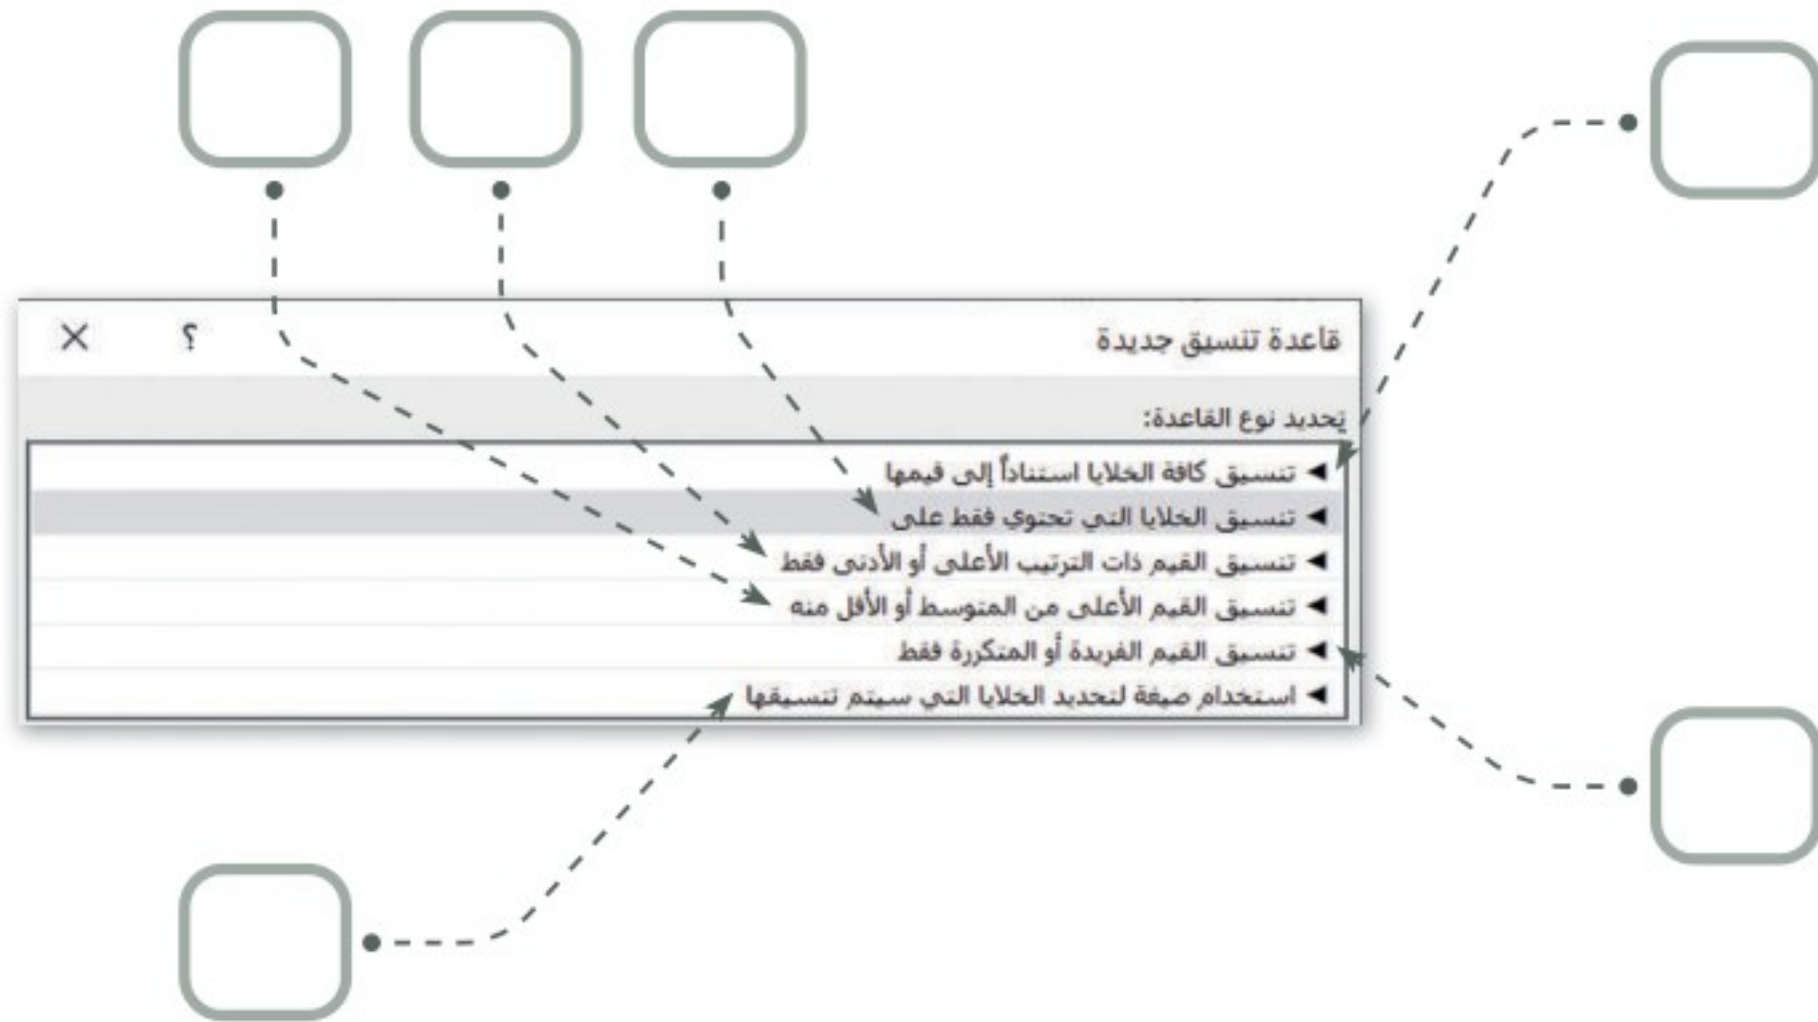 قاعدة تنسيق جديدة ؟
تحديد نوع القاعدة:
◄ تنسيق كافة الخلايا استناداً إلى قيمها
◄ تنسيق الخلايا التي تحتوي فقط على
◄ تنسيق القيم ذات الترتيب الأعلى أو الأدنى فقط
◄ تنسيق القيم الأعلى من المتوسط أو الأقل منه
◄ تنسيق القيم الفريدة أو المتكررة فقط
◄ استخدام صيغة لتحديد الخلايا التي سيتم تنسيقها